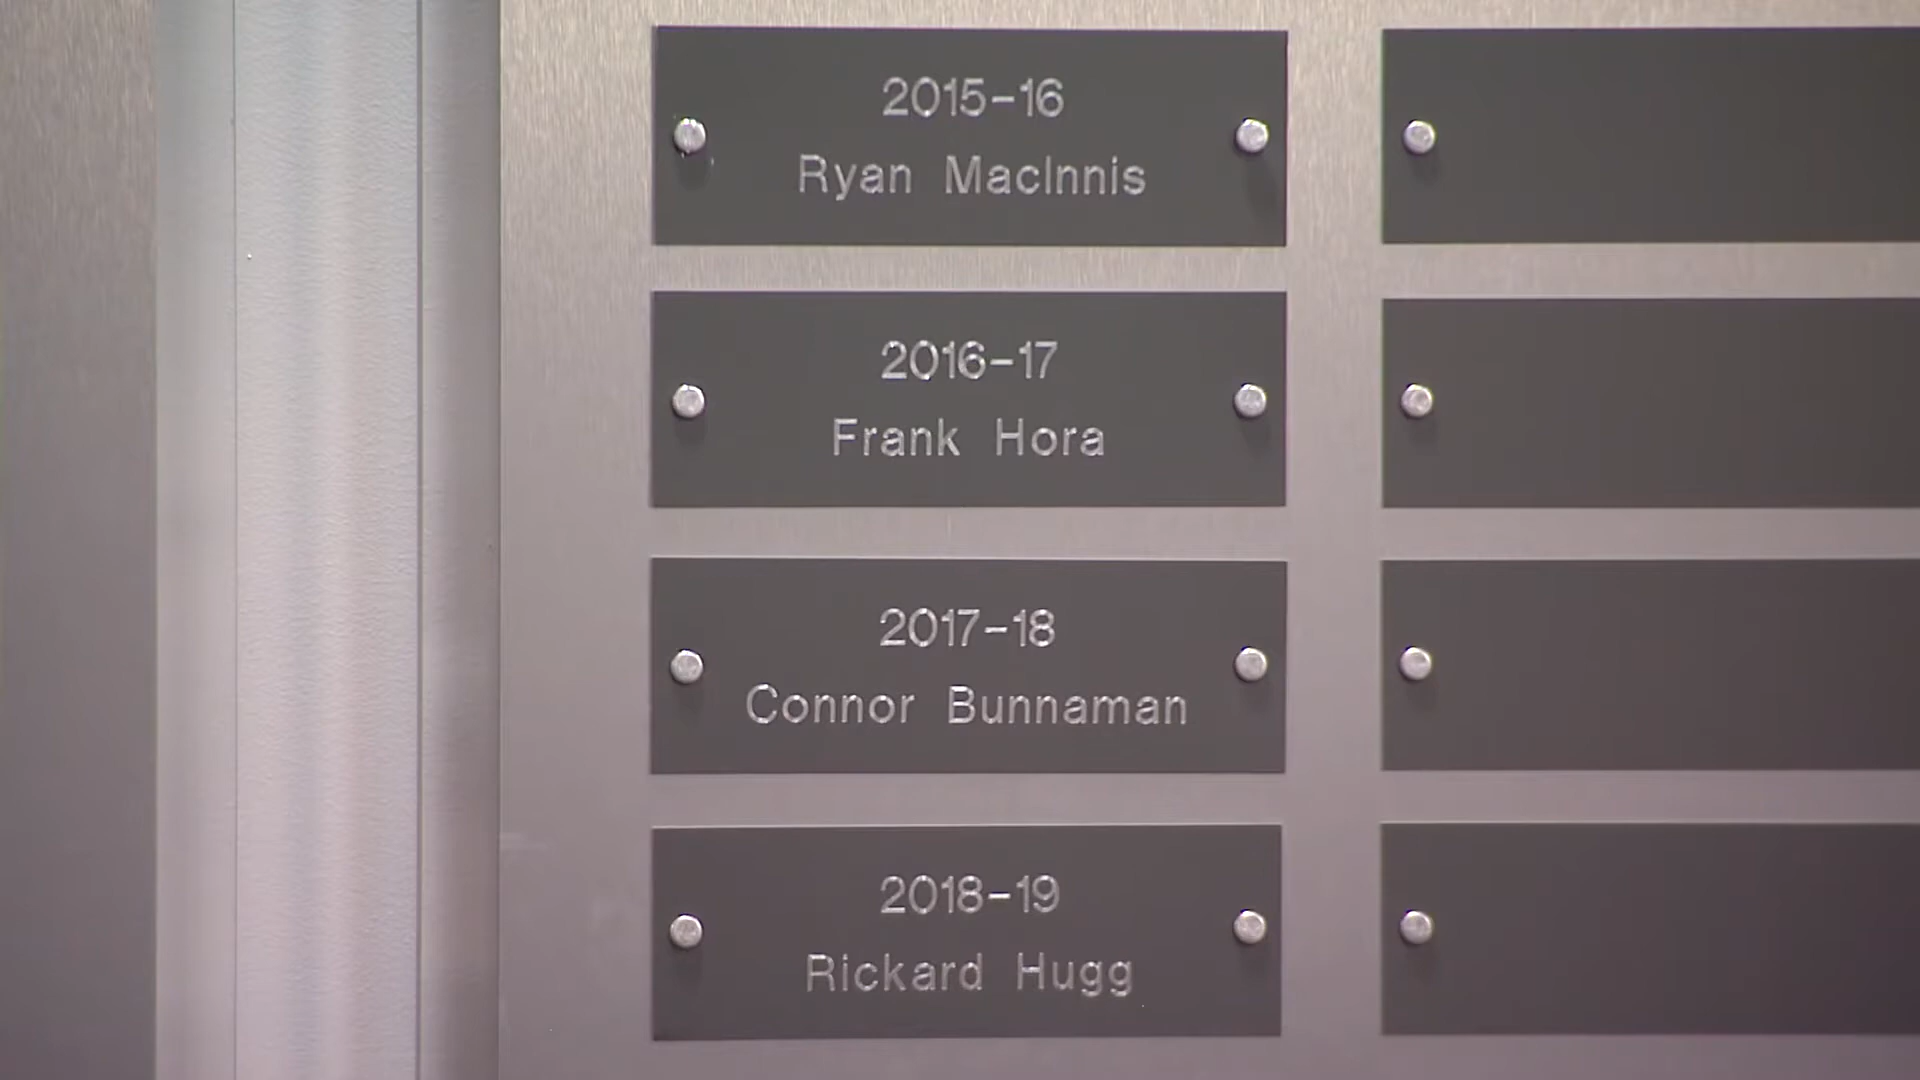 2015-16
Ryan MacInnis
2016-17
Frank Hora
2017-18
Connor Bunnaman
2018-19
Rickard Hugg